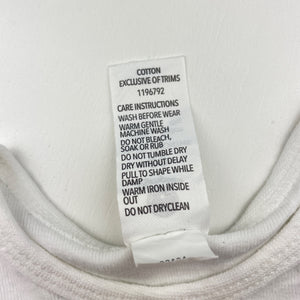 COTTON
EXCLUSIVE OF TRIMS
1196792
CARE INSTRUCTIONS
WASH BEFORE WEAR
WARM GENTLE
MACHINE WASH
DO NOT BLEACH,
SOAK OR RUB
DO NOT TUMBLE DRY
DRY WITHOUT DELAY
PULL TO SHAPE WHILE
DAMP
WARM IRON INSIDE
OUT
DO NOT DRYCLEAN